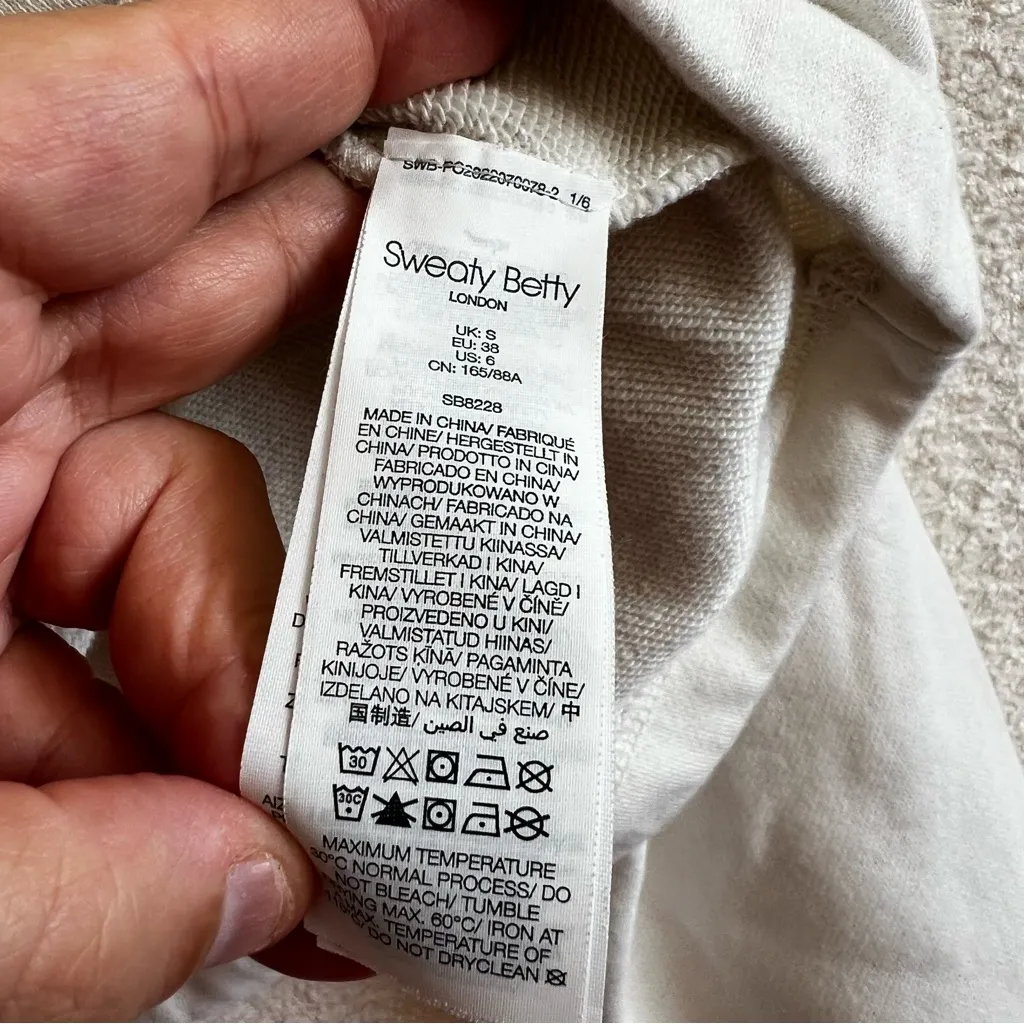 SWB-PO2022070078-2 1/6
Sweaty Betty
LONDON
UK: S
EU: 38
US: 6
CN: 165/88A
SB8228
MADE IN CHINA/ FABRIQUÉ
EN CHINE/ HERGESTELLT IN
CHINA/ PRODOTTO IN CINA/
FABRICADO EN CHINA/
WYPRODUKOWANO W
CHINACH/ FABRICADO NA
CHINA/ GEMAAKT IN CHINA/
VALMISTETTU KIINASSA/
TILLVERKAD I KINA/
FREMSTILLET I KINA/ LAGD I
KINA/ VYROBENÉ V ČÍNĚ/
PROIZVEDENO U KINI/
VALMISTATUD HIINAS/
RAŽOTS ĶĪNĀ/ PAGAMINTA
KINIJOJE/ VYROBENÉ V ČÍNE/
IZDELANO NA KITAJSKEM/ 中
国制造/ صنع في الصين
30
30C
MAXIMUM TEMPERATURE
30°C NORMAL PROCESS/ DO
NOT BLEACH/ TUMBLE
MAX. 60°C/ IRON AT
MAX. TEMPERATURE OF
DO NOT DRYCLEAN